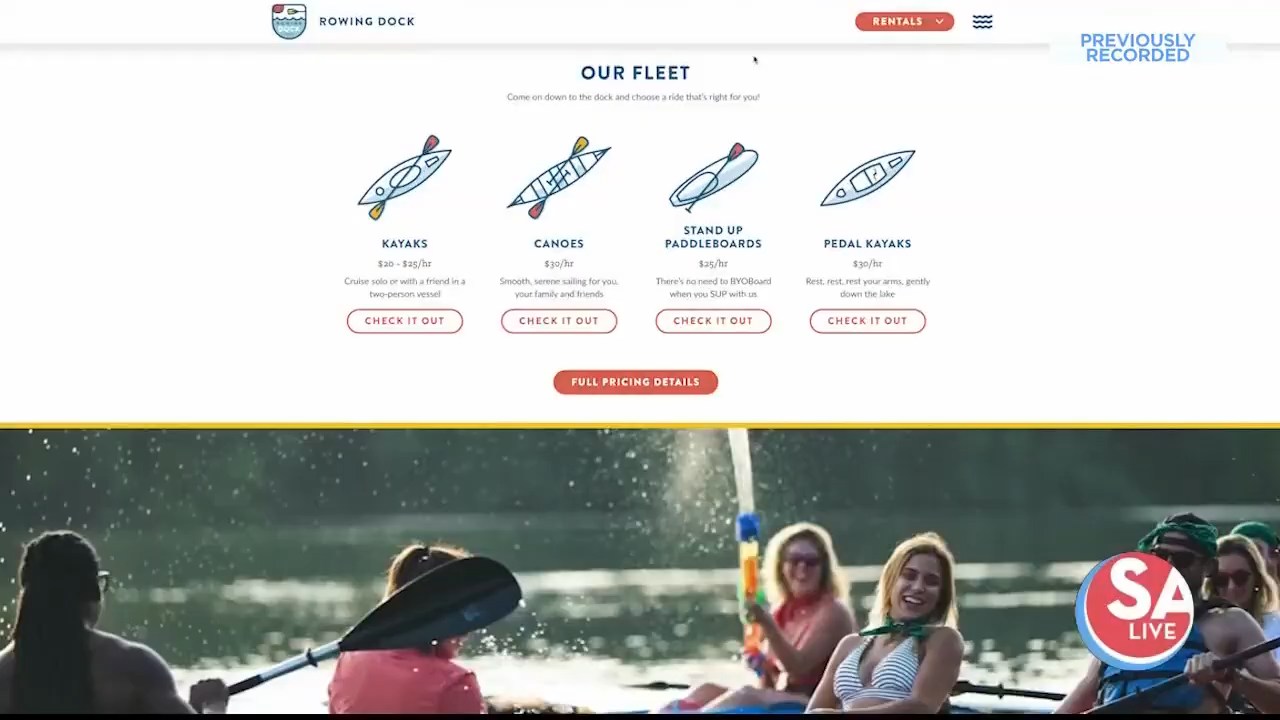 ROWING DOCK
RENTALS
PREVIOUSLY
RECORDED
OUR FLEET
Come on down to the dock and choose a ride that's right for you!
KAYAKS
$20 - $25/hr
Cruise solo or with a friend in a
two-person vessel
CHECK IT OUT
CANOES
$30/hr
Smooth, serene sailing for you,
your family and friends
CHECK IT OUT
STAND UP
PADDLEBOARDS
$25/hr
There's no need to BYOBoard
when you SUP with us
CHECK IT OUT
PEDAL KAYAKS
$30/hr
Rest, rest, rest your arms, gently
down the lake
CHECK IT OUT
FULL PRICING DETAILS
SA
LIVE